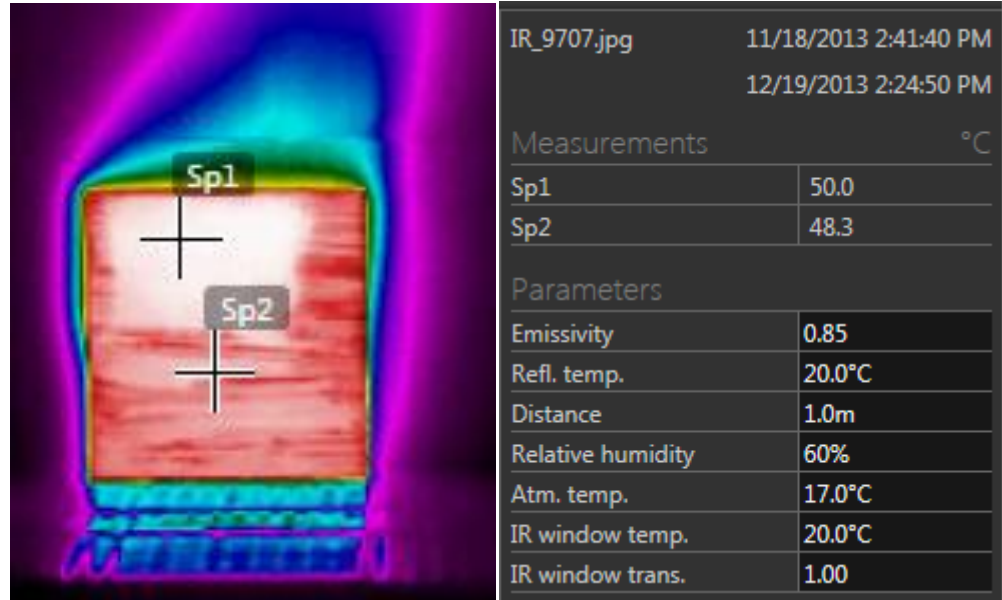 Sp1
Sp2
IR_9707.jpg 11/18/2013 2:41:40 PM
12/19/2013 2:24:50 PM
Measurements °C
Sp1 50.0
Sp2 48.3
Parameters
Emissivity 0.85
Refl. temp. 20.0°C
Distance 1.0m
Relative humidity 60%
Atm. temp. 17.0°C
IR window temp. 20.0°C
IR window trans. 1.00